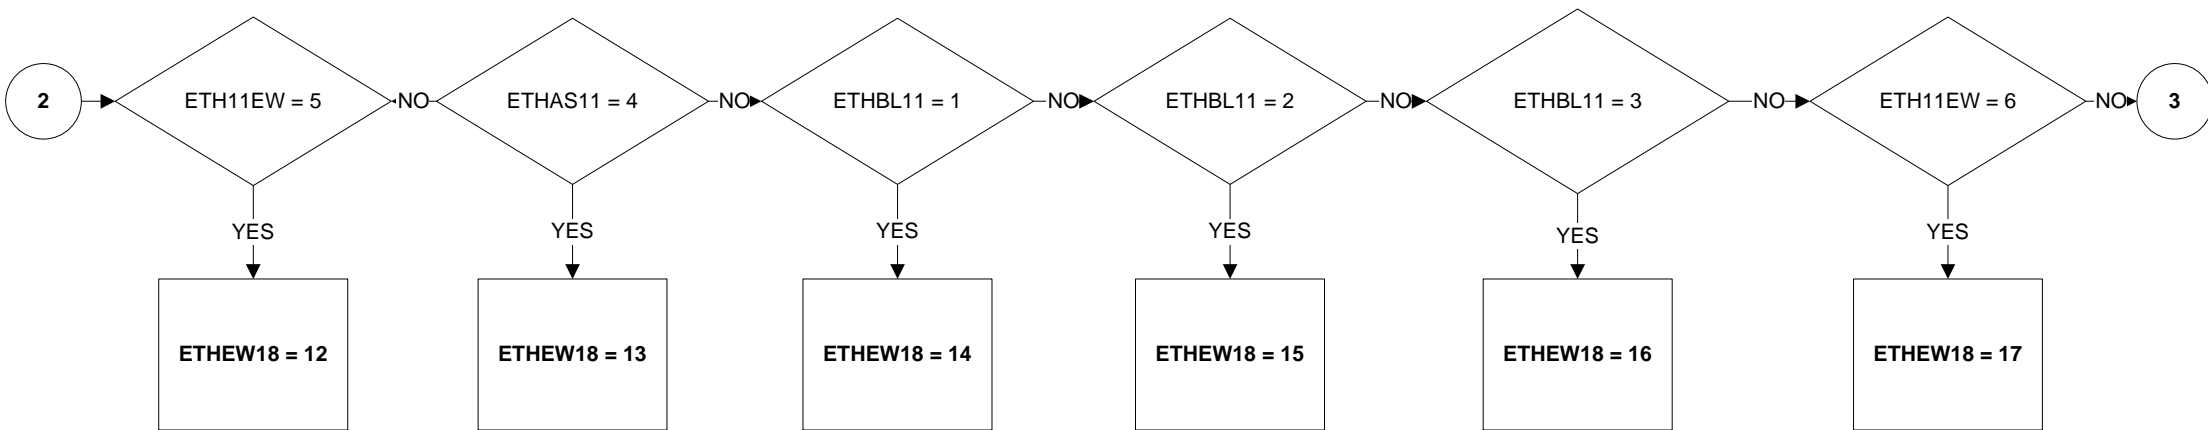 2
ETH11EW = 5
NO
ETHAS11 = 4
NO
ETHBL11 = 1
NO
ETHBL11 = 2
NO
ETHBL11 = 3
NO
ETH11EW = 6
NO
3
YES
YES
YES
YES
YES
YES
ETHEW18 = 12
ETHEW18 = 13
ETHEW18 = 14
ETHEW18 = 15
ETHEW18 = 16
ETHEW18 = 17